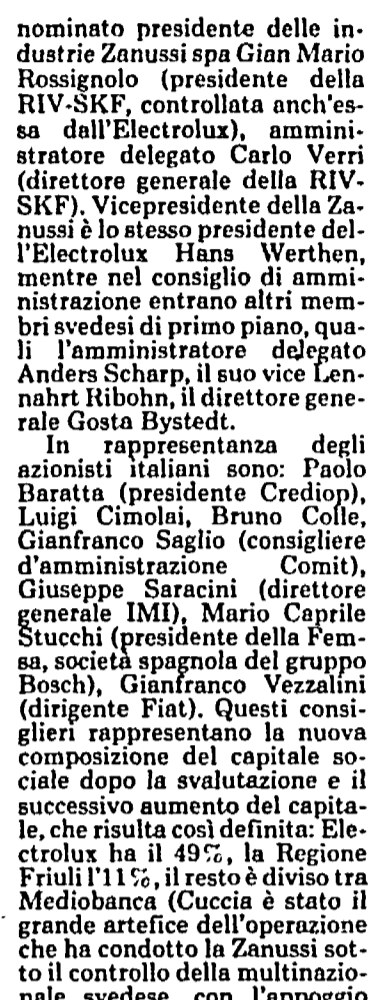 nominato presidente delle in-
dustrie Zanussi spa Gian Mario
Rossignolo (presidente della
RIV-SKF, controllata anch'es-
sa dall'Electrolux), ammini-
stratore delegato Carlo Verri
(direttore generale della RIV-
SKF). Vicepresidente della Za-
nussi è lo stesso presidente del-
l'Electrolux Hans Werthen,
mentre nel consiglio di ammi-
nistrazione entrano altri mem-
bri svedesi di primo piano, qua-
li l'amministratore delegato
Anders Scharp, il suo vice Len-
nahrt Ribohn, il direttore gene-
rale Gosta Bystedt.
In rappresentanza degli
azionisti italiani sono: Paolo
Baratta (presidente Crediop),
Luigi Cimolai, Bruno Colle,
Gianfranco Saglio (consigliere
d'amministrazione Comit),
Giuseppe Saracini (direttore
generale IMI), Mario Caprile
Stucchi (presidente della Fem-
sa, società spagnola del gruppo
Bosch), Gianfranco Vezzalini
(dirigente Fiat). Questi consi-
glieri rappresentano la nuova
composizione del capitale so-
ciale dopo la svalutazione e il
successivo aumento del capita-
le, che risulta così definita: Ele-
ctrolux ha il 49%, la Regione
Friuli l'11%, il resto è diviso tra
Mediobanca (Cuccia è stato il
grande artefice dell'operazione
che ha condotto la Zanussi sot-
to il controllo della multinazio-
nale svedese, con l'appoggio